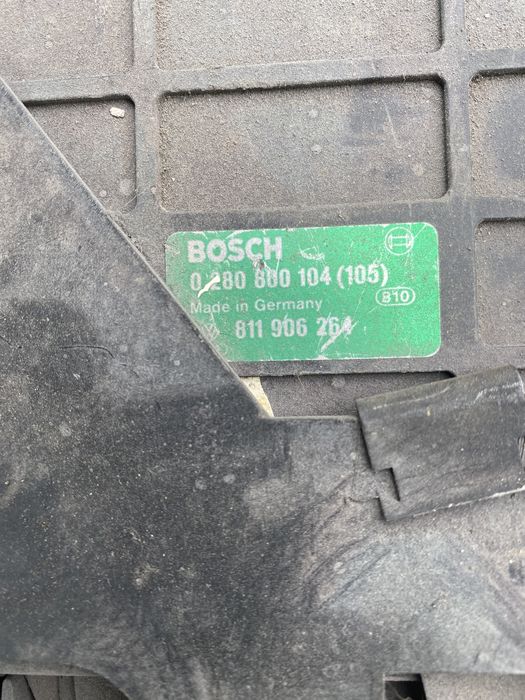 BOSCH
0 280 800 104 (105)
Made in Germany
B10
811 906 264